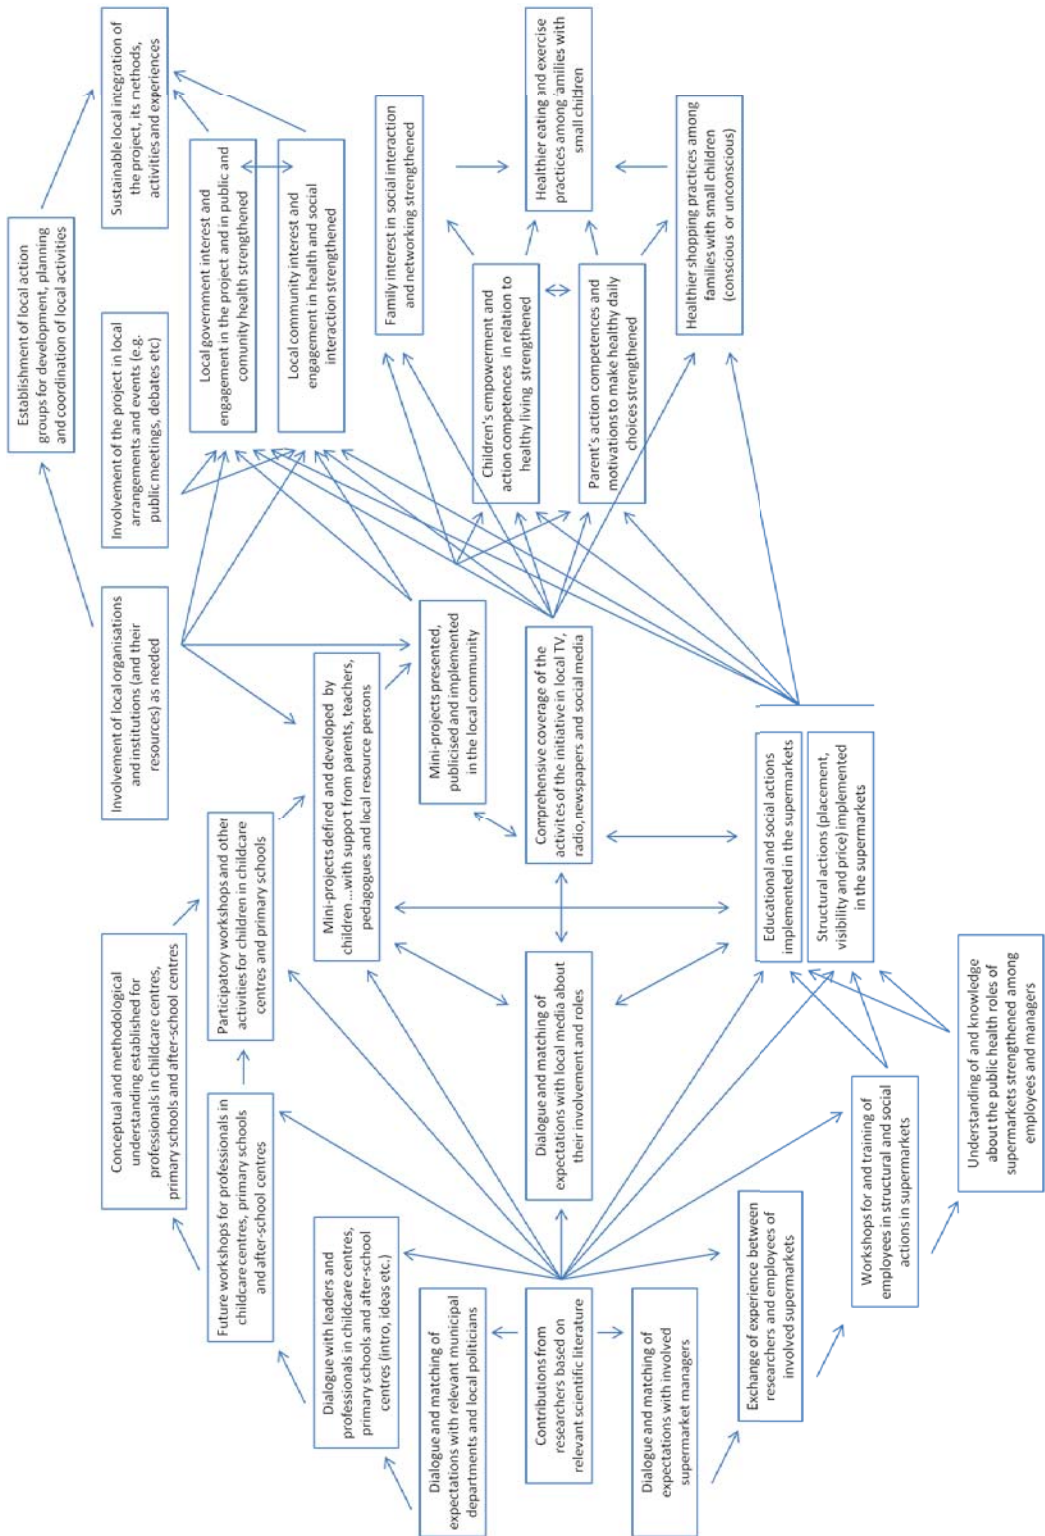 Dialogue and matching of
expectations with relevant municipal
departments and local politicians
Contributions from
researchers based on
relevant scientific literature
Dialogue and matching of
expectations with involved
supermarket managers
Dialogue with leaders and
professionals in childcare centres,
primary schools and after-school
centres (intro, ideas etc.)
Exchange of experience between
researchers and employees of
involved supermarkets
Future workshops for professionals in
childcare centres, primary schools
and after-school centres
Dialogue and matching of
expectations with local media about
their involvement and roles
Workshops for and training of
employees in structural and social
actions in supermarkets
Conceptual and methodological
understanding established for
professionals in childcare centres,
primary schools and after-school centres
Understanding of and knowledge
about the public health roles of
supermarkets strengthened among
employees and managers
Participatory workshops and other
activities for children in childcare
centres and primary schools
Mini-projects defined and developed by
children ...with support from parents, teachers,
pedagogues and local resource persons
Educational and social actions
implemented in the supermarkets
Structural actions (placement,
visibility and price) implemented
in the supermarkets
Comprehensive coverage of the
activites of the initiative in local TV,
radio,newspapers and social media
Mini-projects presented,
publicised and implemented
in the local community
Involvement of local organisations
and institutions (and their
resources) as needed
Involvement of the project in local
arrangements and events (e.g.
public meetings, debates etc)
Establishment of local action
groups for development, planning
and coordination of local activities
Local government interest and
engagement in the project and in public and
comunity health strengthened
Local community interest and
engagement in health and social
interaction strengthened
Children's empowerment and
action competences in relation to
healthy living strengthened
Parent's action competences and
motivations to make healthy daily
choices strengthened
Family interest in social interaction
and networking strengthened
Healthier shopping practices among
families with small children
(conscious or unconscious)
Sustainable local integration of
the project, its methods,
activities and experiences
Healthier eating and exercise
practices among families with
small children